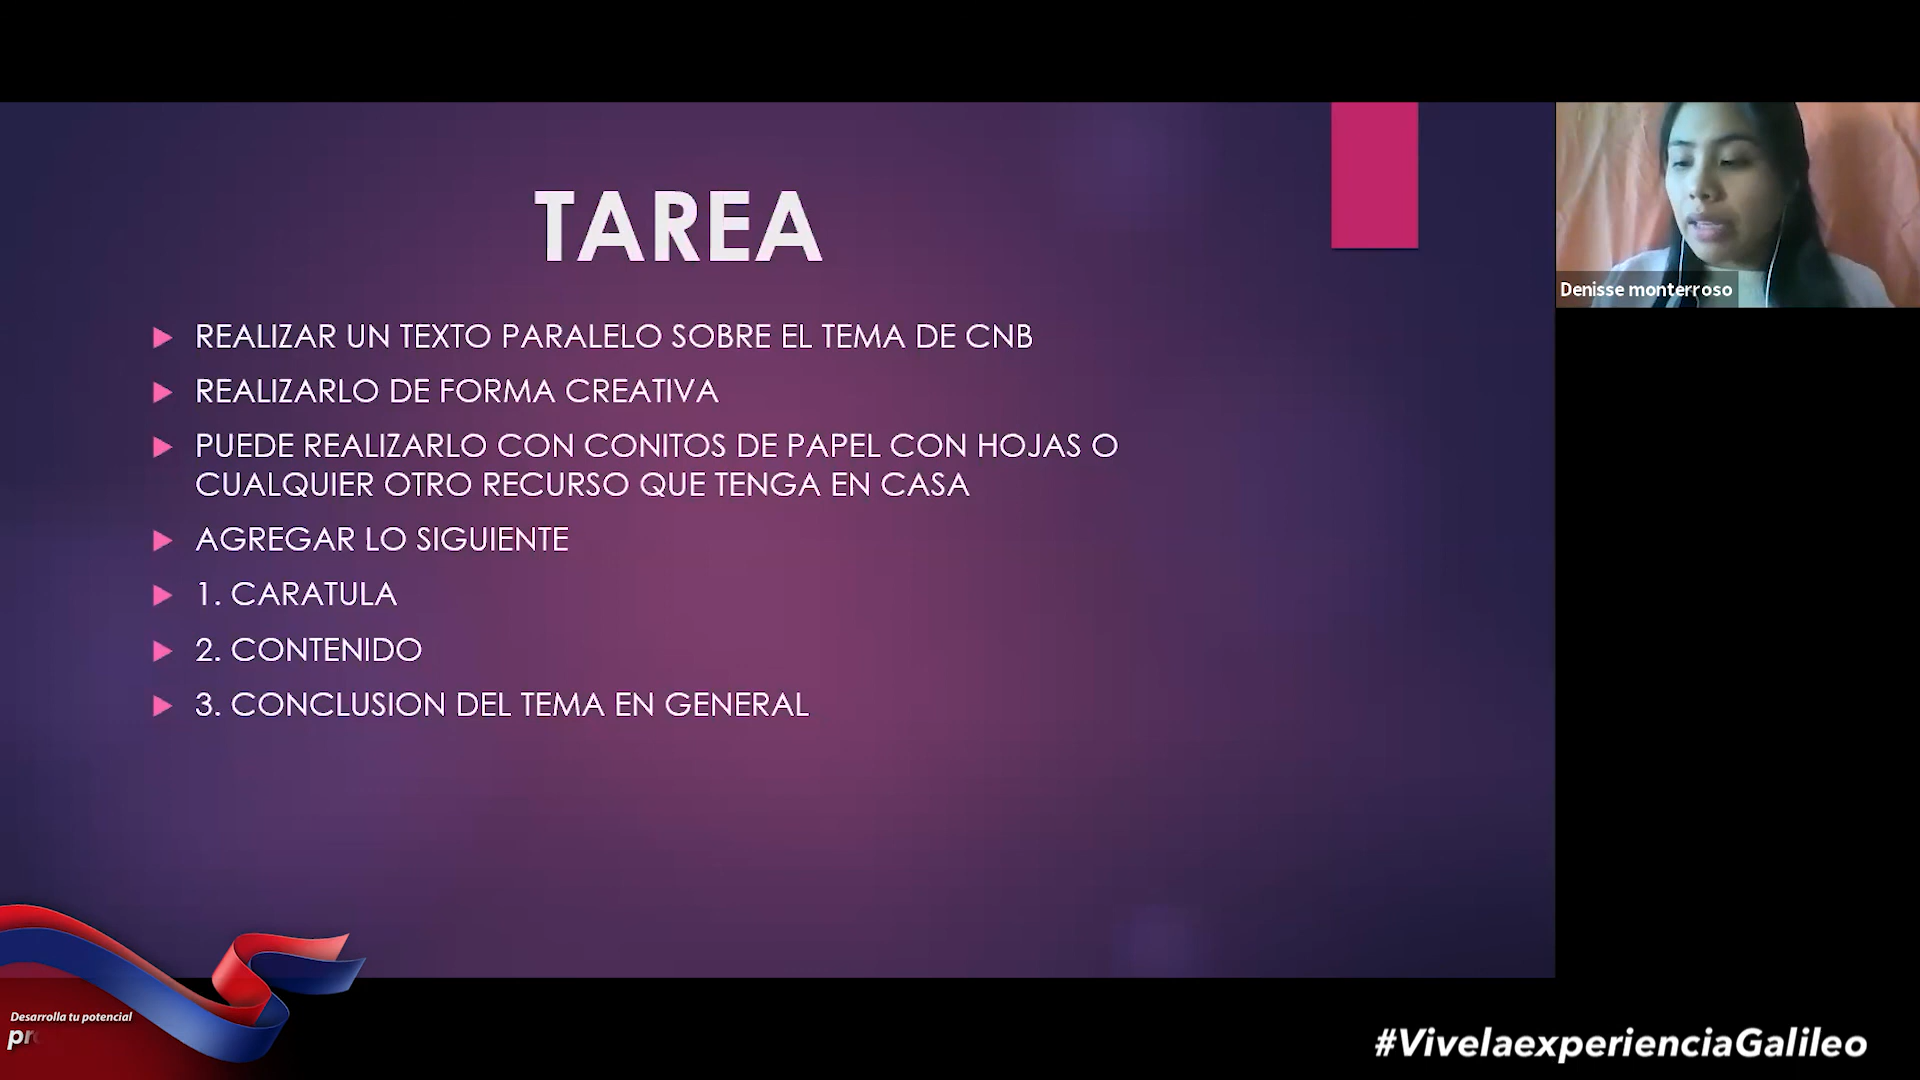 TAREA
REALIZAR UN TEXTO PARALELO SOBRE EL TEMA DE CNB
REALIZARLO DE FORMA CREATIVA
PUEDE REALIZARLO CON CONITOS DE PAPEL CON HOJAS O
CUALQUIER OTRO RECURSO QUE TENGA EN CASA
AGREGAR LO SIGUIENTE
1. CARATULA
2. CONTENIDO
3. CONCLUSION DEL TEMA EN GENERAL
Denisse monterroso
Desarrolla tu potencial
#VivelaexperienciaGalileo